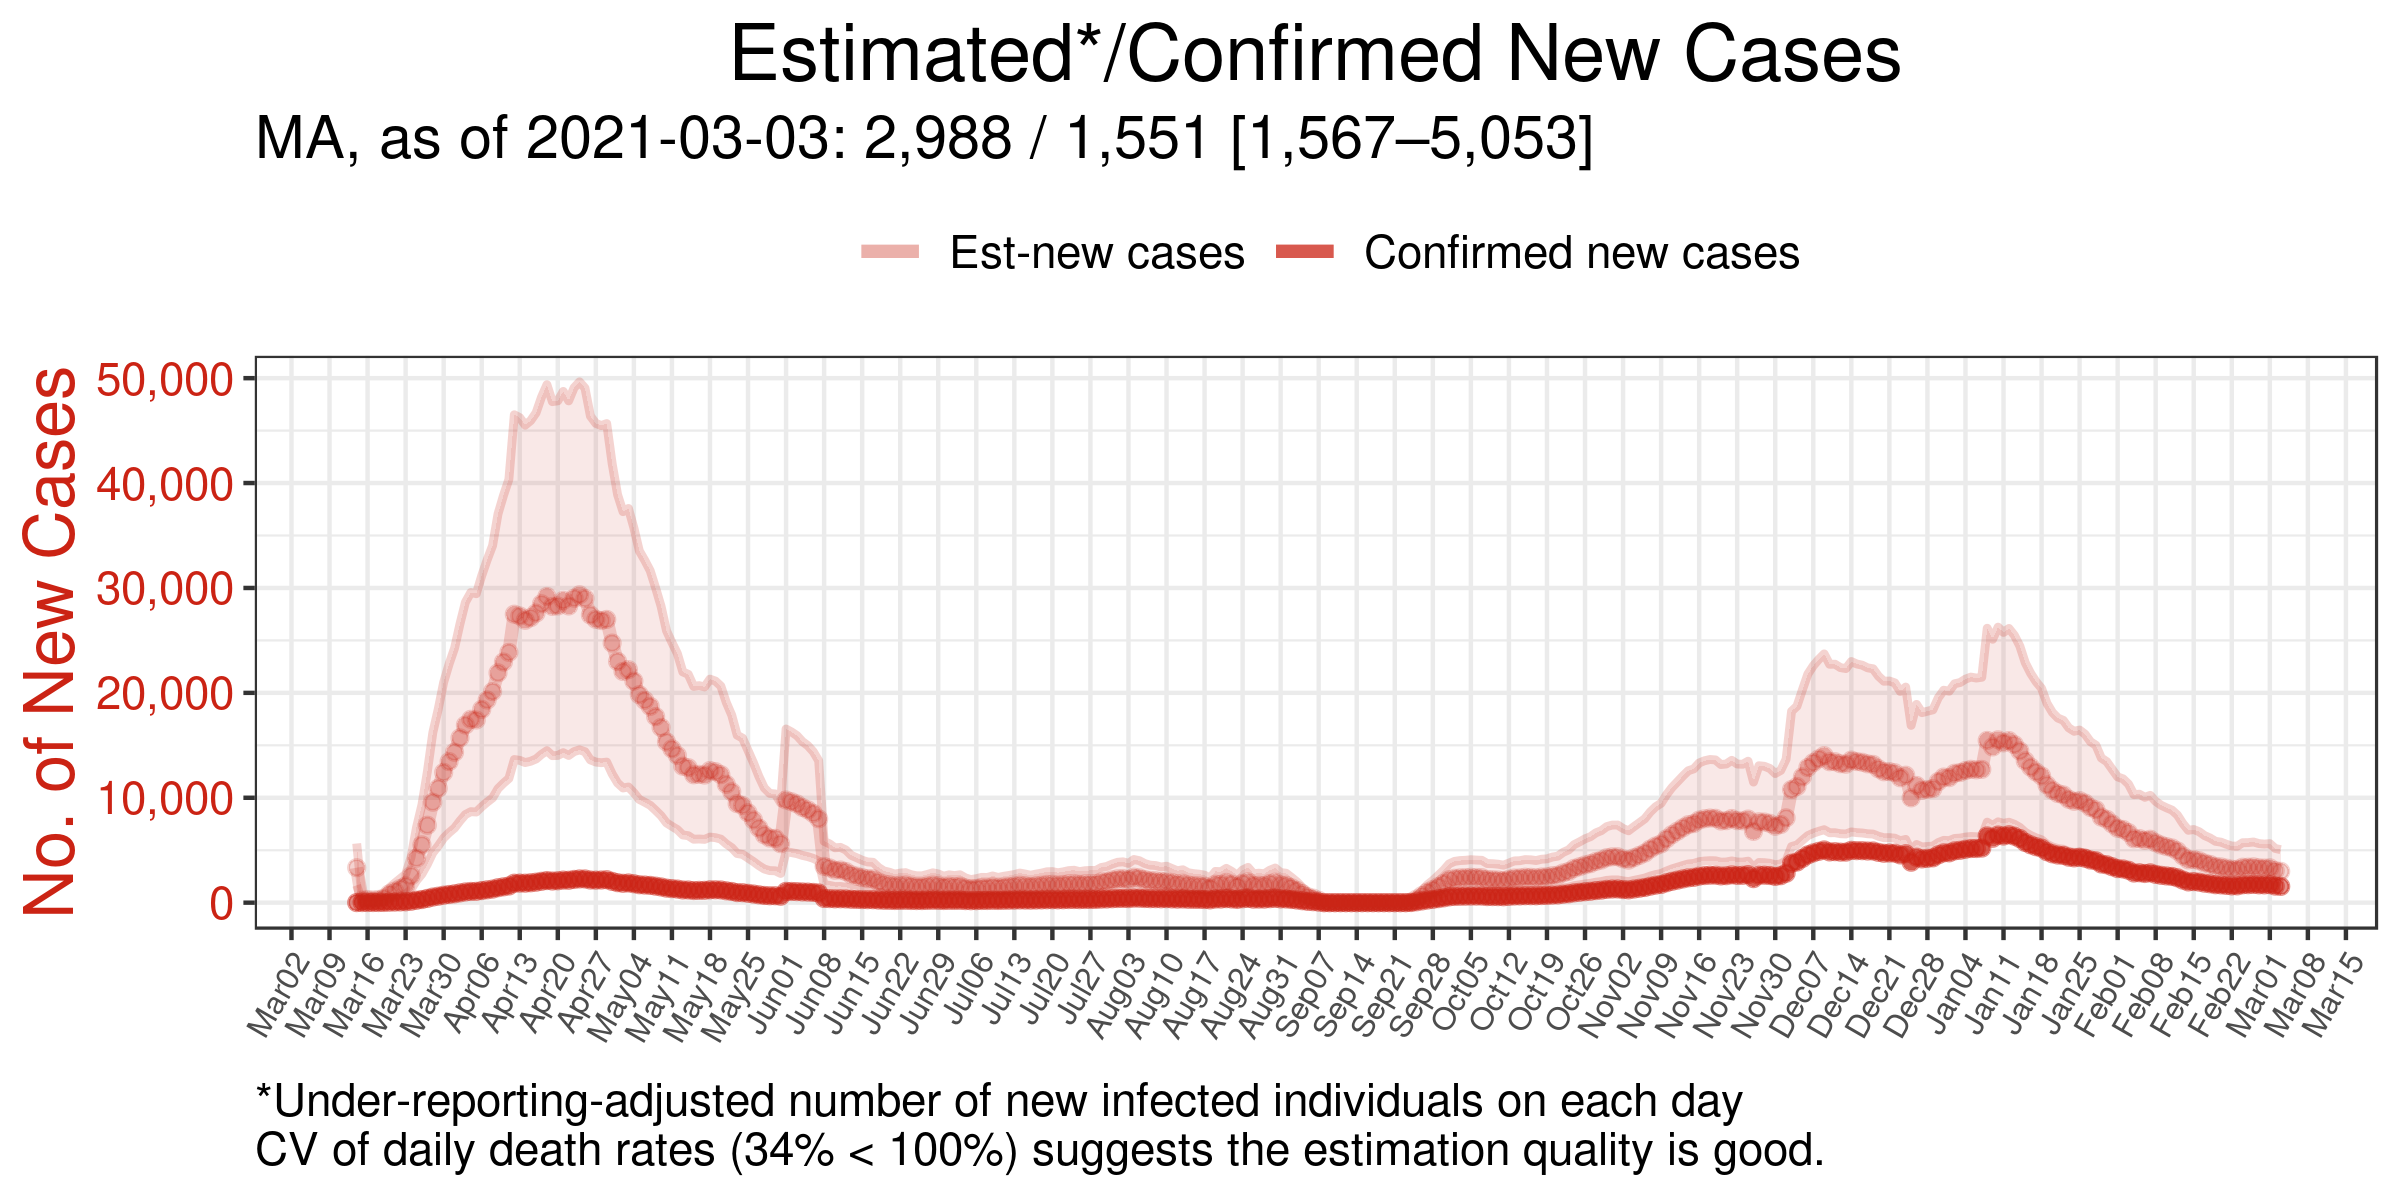 Estimated*/Confirmed New Cases
MA, as of 2021-03-03: 2,988 / 1,551 [1,567–5,053]
Est-new cases
Confirmed new cases
No. of New Cases
50,000
40,000
30,000
20,000
10,000
0
Mar02
Mar09
Mar16
Mar23
Mar30
Apr06
Apr13
Apr20
Apr27
May04
May11
May18
May25
Jun01
Jun08
Jun15
Jun22
Jun29
Jul06
Jul13
Jul20
Jul27
Aug03
Aug10
Aug17
Aug24
Aug31
Sep07
Sep14
Sep21
Sep28
Oct05
Oct12
Oct19
Oct26
Nov02
Nov09
Nov16
Nov23
Nov30
Dec07
Dec14
Dec21
Dec28
Jan04
Jan11
Jan18
Jan25
Feb01
Feb08
Feb15
Feb22
Mar01
Mar08
Mar15
*Under-reporting-adjusted number of new infected individuals on each day
CV of daily death rates (34% < 100%) suggests the estimation quality is good.